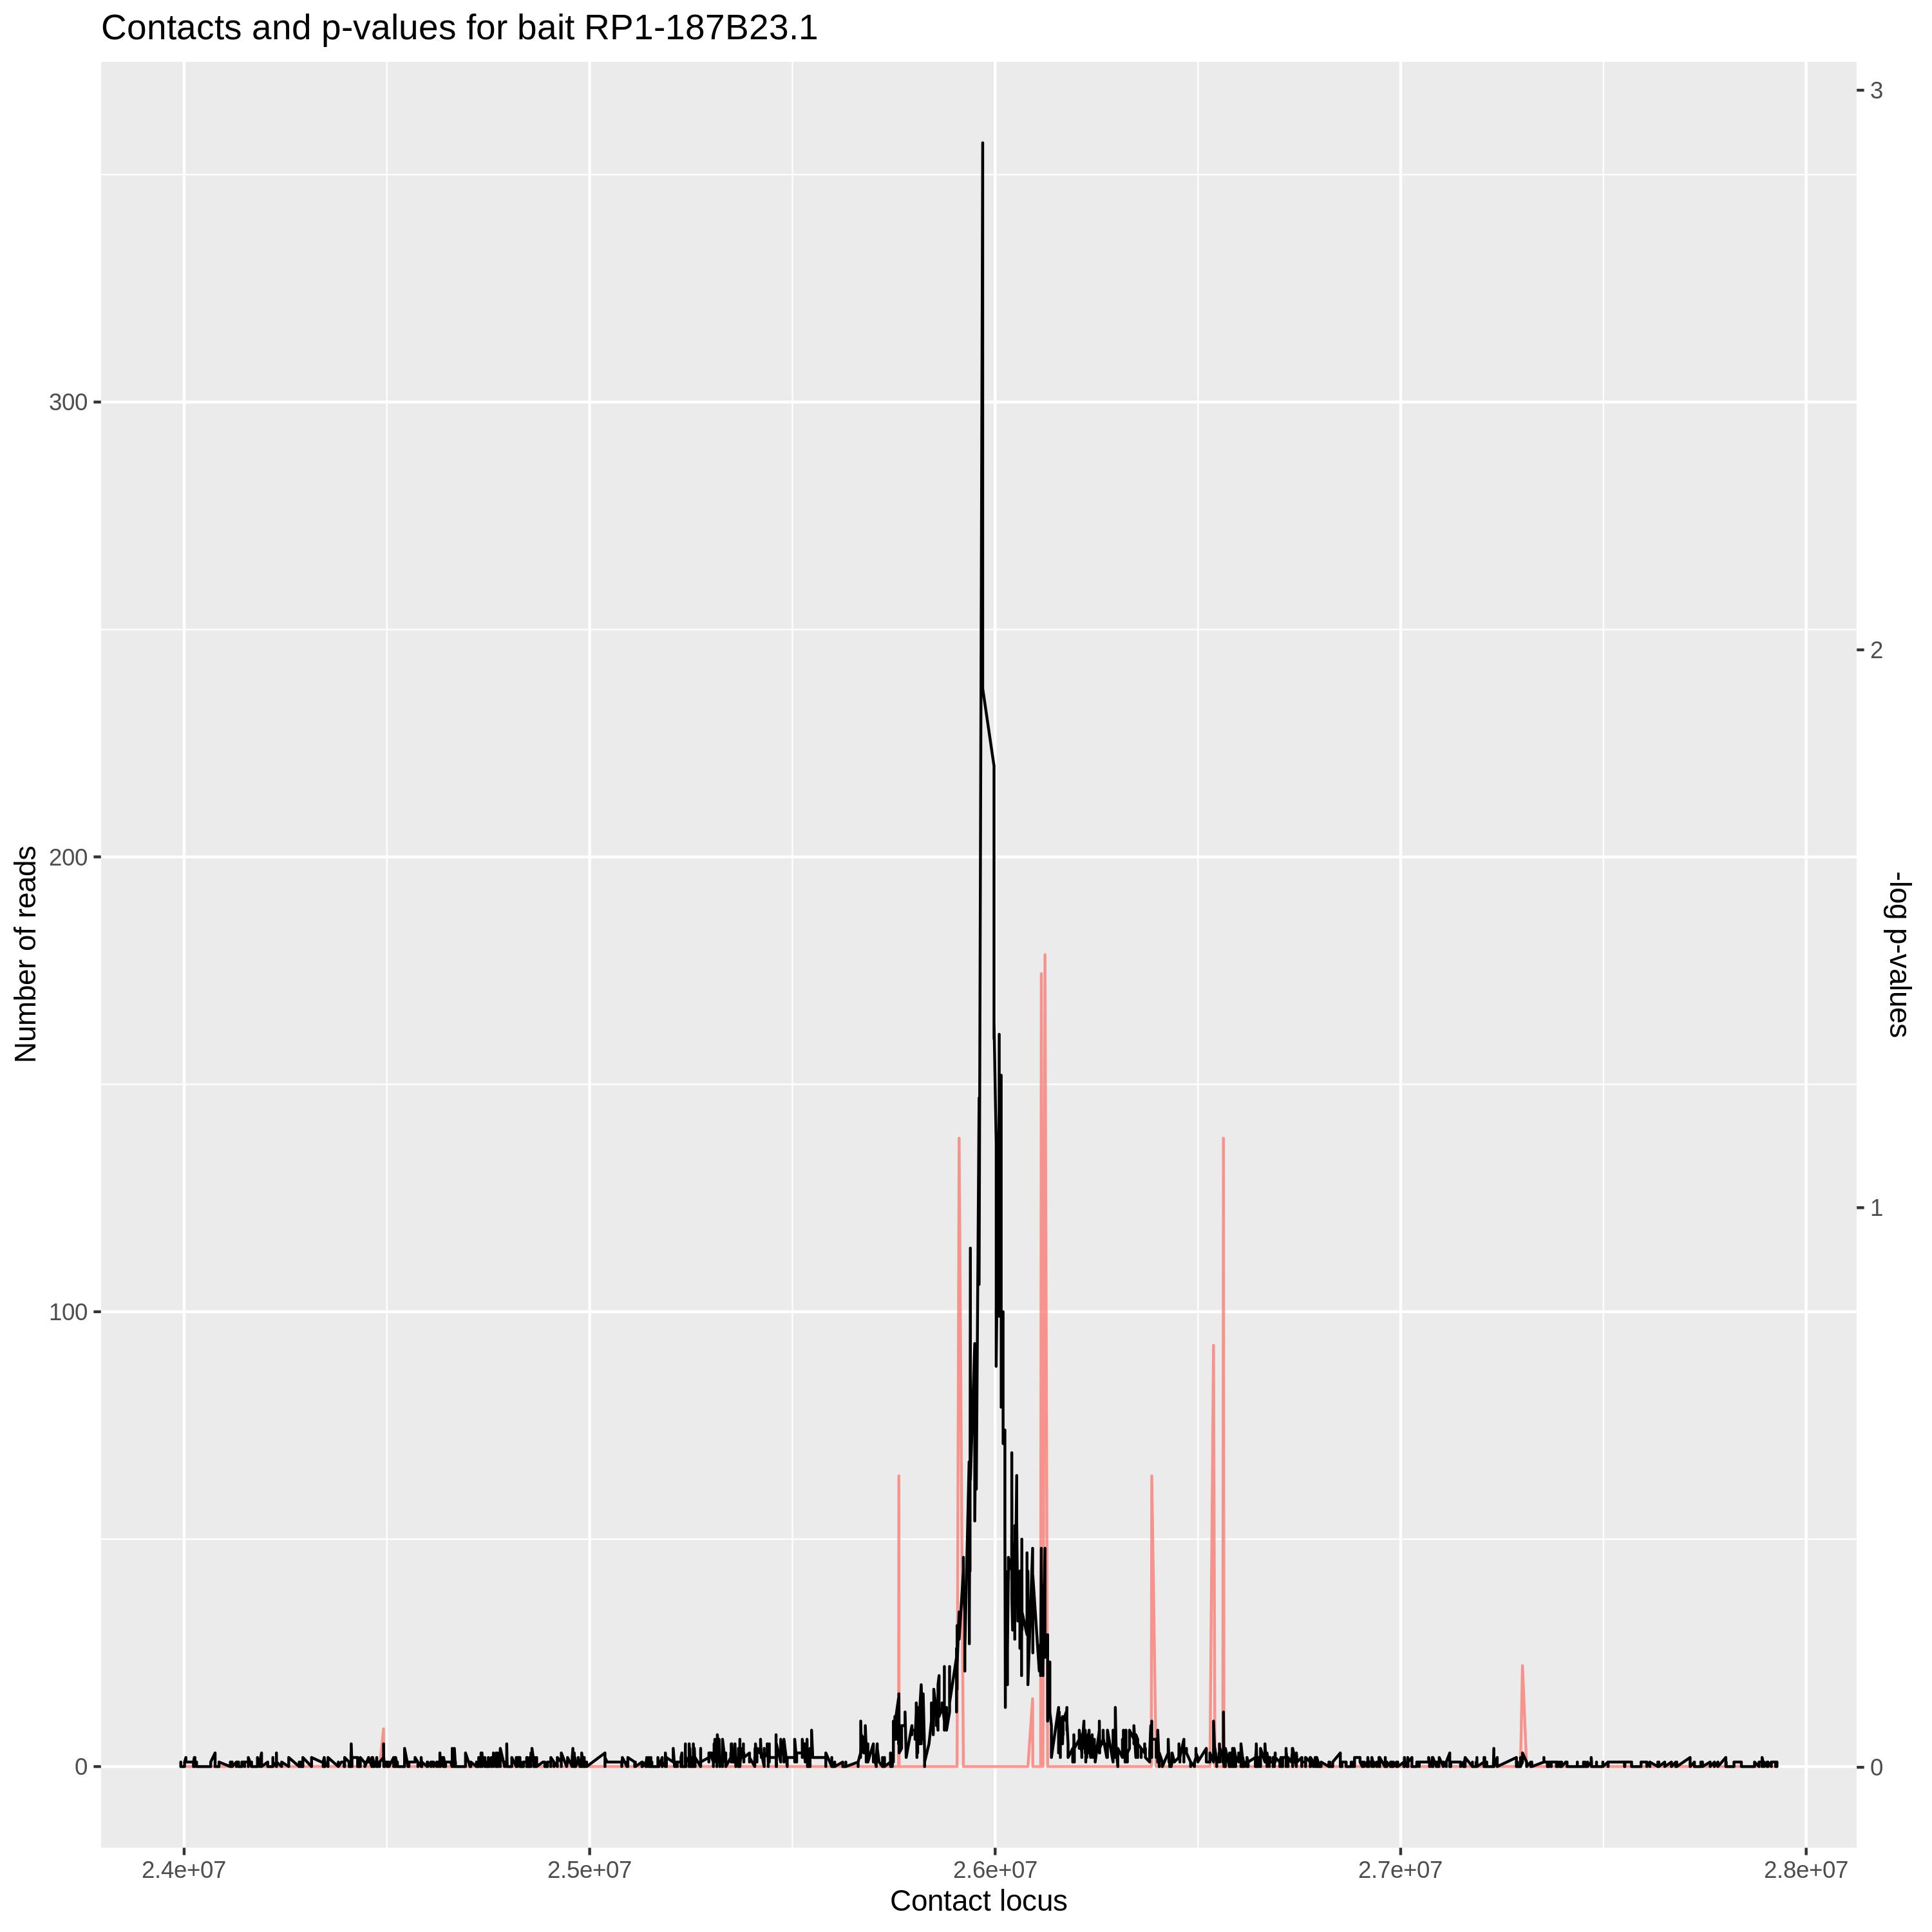 Contacts and p-values for bait RP1-187B23.1
3
300
2
Number of reads
200
-log p-values
1
100
0
0
2.4e+07
2.5e+07
2.6e+07
2.7e+07
2.8e+07
Contact locus